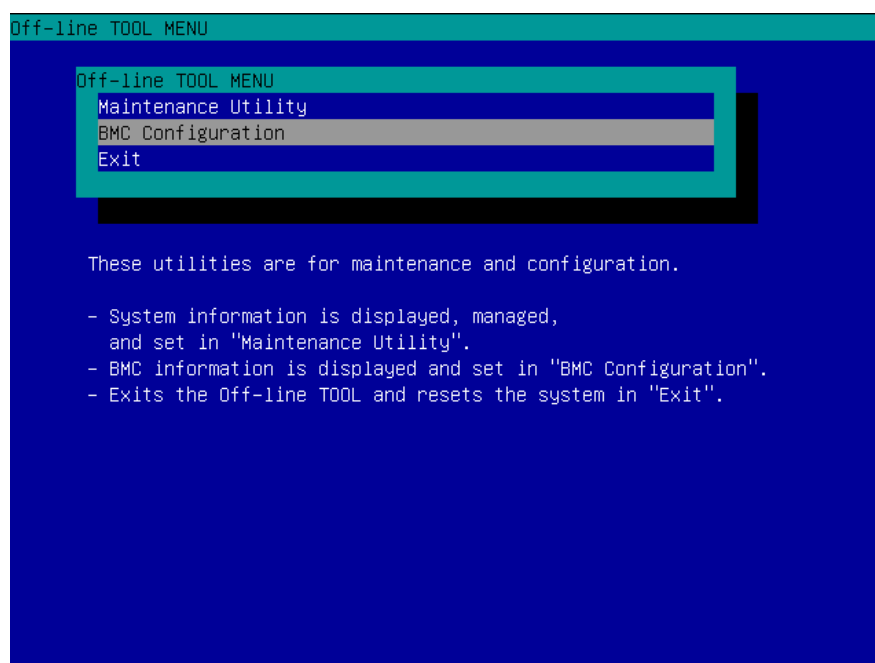 Off-line TOOL MENU
Off-line TOOL MENU
Maintenance Utility
BMC Configuration
Exit
These utilities are for maintenance and configuration.
- System information is displayed, managed,
and set in "Maintenance Utility".
- BMC information is displayed and set in "BMC Configuration".
- Exits the Off-line TOOL and resets the system in "Exit".